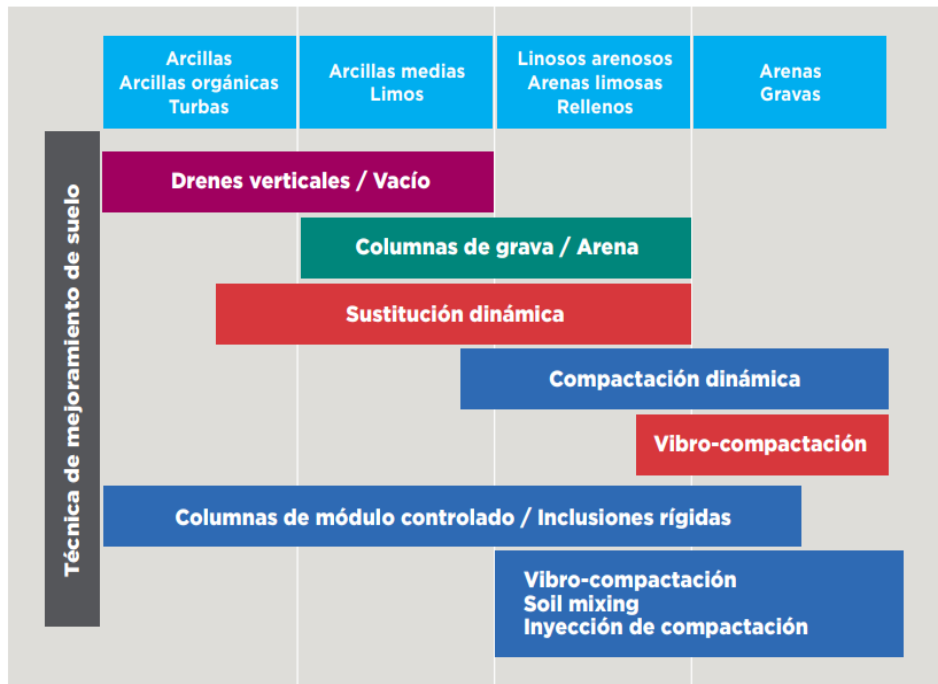 Arcillas
Arcillas orgánicas
Turbas
Arcillas medias
Limos
Linosos arenosos
Arenas limosas
Rellenos
Arenas
Gravas
Técnica de mejoramiento de suelo
Drenes verticales / Vacío
Columnas de grava / Arena
Sustitución dinámica
Compactación dinámica
Vibro-compactación
Columnas de módulo controlado / Inclusiones rígidas
Vibro-compactación
Soil mixing
Inyección de compactación